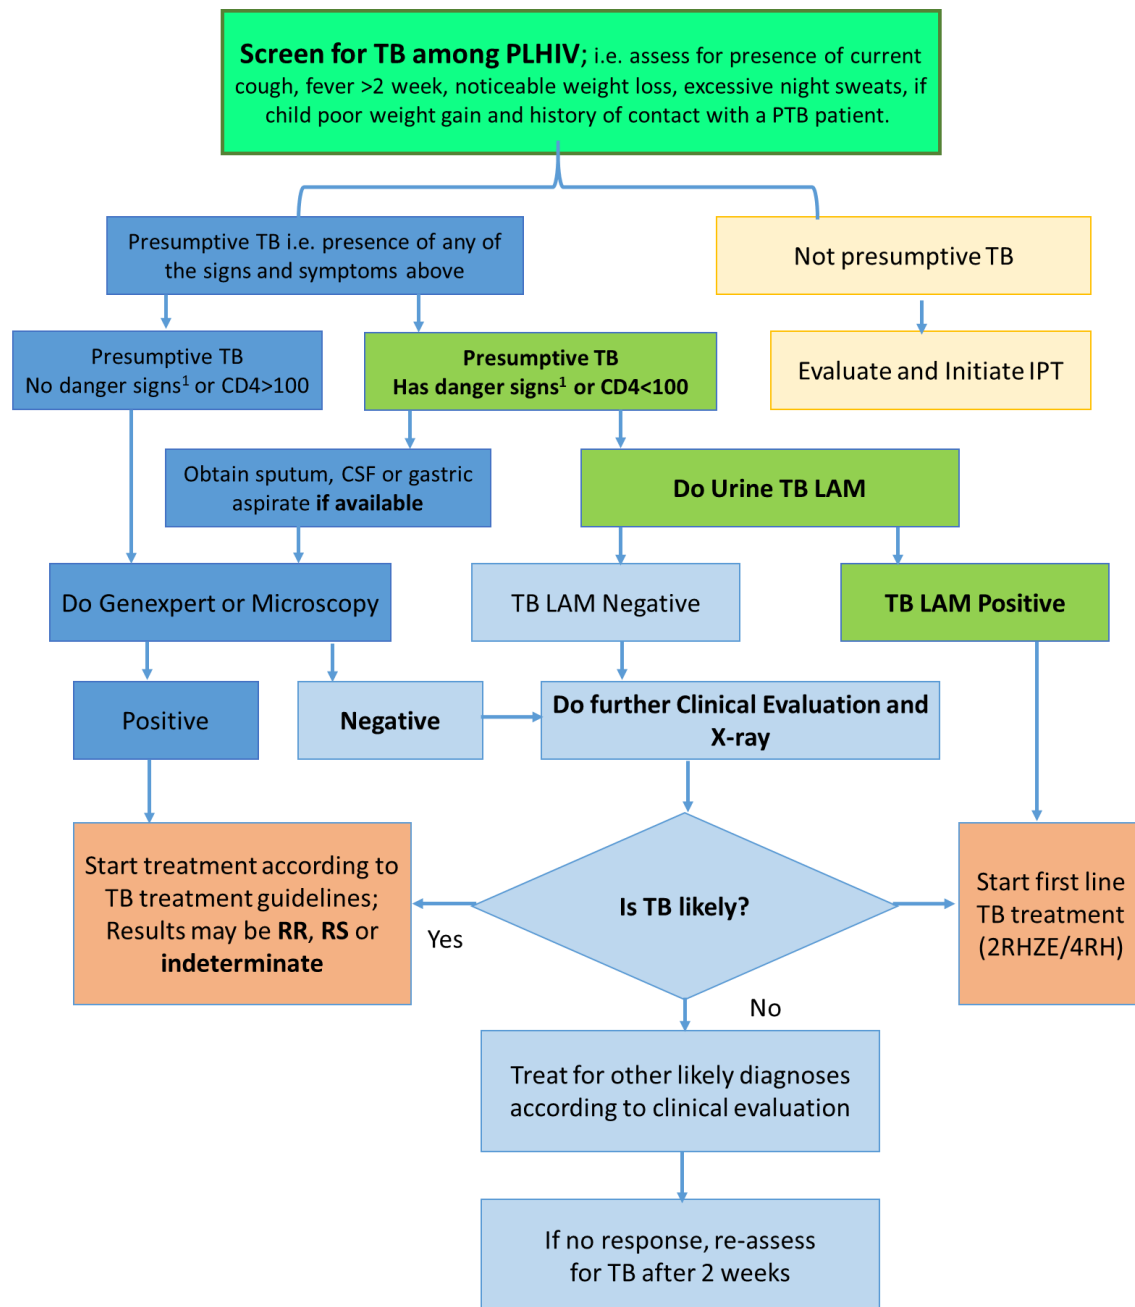 Screen for TB among PLHIV; i.e. assess for presence of current
cough, fever >2 week, noticeable weight loss, excessive night sweats, if
child poor weight gain and history of contact with a PTB patient.
Presumptive TB i.e. presence of any of
the signs and symptoms above
Not presumptive TB
Presumptive TB
No danger signs¹ or CD4>100
Presumptive TB
Has danger signs¹ or CD4<100
Evaluate and Initiate IPT
Obtain sputum, CSF or gastric
aspirate if available
Do Urine TB LAM
Do Genexpert or Microscopy
TB LAM Negative
TB LAM Positive
Positive
Negative
Do further Clinical Evaluation and
X-ray
Start treatment according to
TB treatment guidelines;
Results may be RR, RS or
indeterminate
Yes
Is TB likely?
Start first line
TB treatment
(2RHZE/4RH)
No
Treat for other likely diagnoses
according to clinical evaluation
If no response, re-assess
for TB after 2 weeks